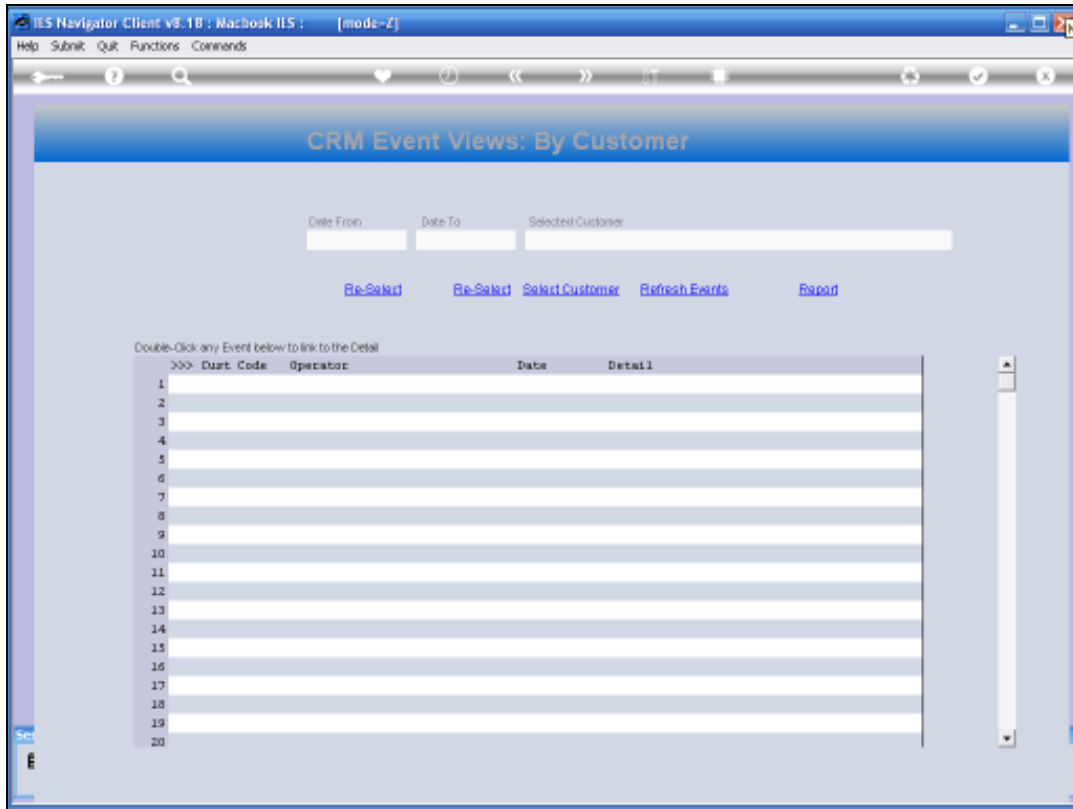 IES Navigator Client v8.1B : Macbook IES : [mode=Z]
Help Submit Quit Functions Commands
CRM Event Views: By Customer
Date From Date To Selected Customer
Re-Select Re-Select Select Customer Refresh Events Report
Double-Click any Event below to link to the Detail
>>> Cust Code Operator Date Detail
1
2
3
4
5
6
7
8
9
10
11
12
13
14
15
16
17
18
19
20